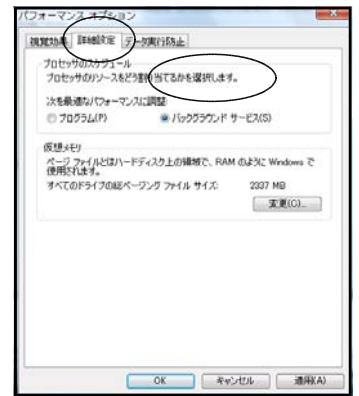 パフォーマンス オプション
視覚効果 詳細設定 データ実行防止
プロセッサのスケジュール
プロセッサのリソースをどう割り当てるかを選択します。
次を最適なパフォーマンスに調整
プログラム(P) バックグラウンド サービス(S)
仮想メモリ
ページ ファイルとはハードディスク上の領域で、RAM のように Windows で
使用されます。
すべてのドライブの総ページング ファイル サイズ: 2337 MB
変更(C)...
OK キャンセル 適用(A)